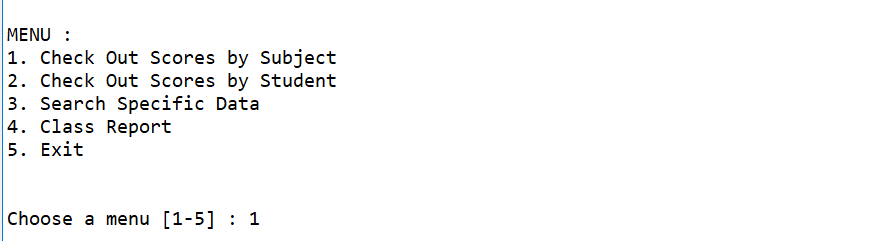 MENU :
1. Check Out Scores by Subject
2. Check Out Scores by Student
3. Search Specific Data
4. Class Report
5. Exit
Choose a menu [1-5] : 1